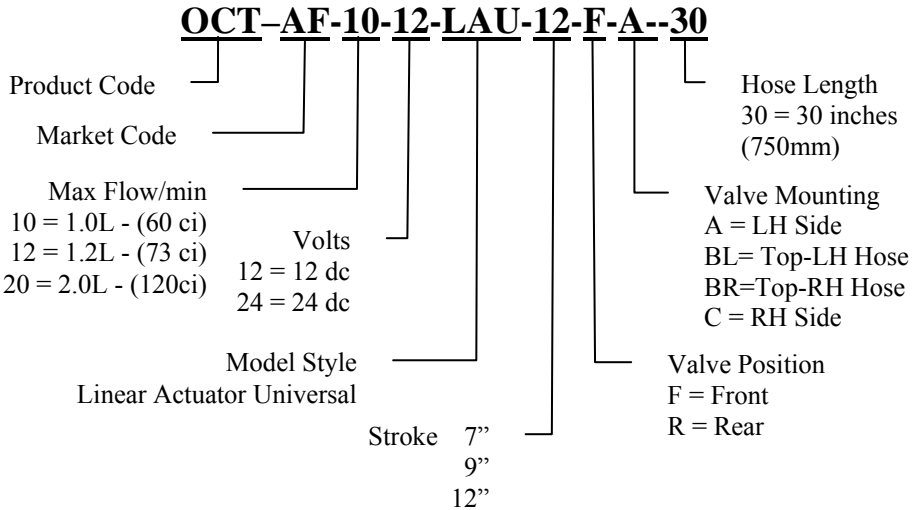 OCT–AF-10-12-LAU-12-F-A--30
Product Code
Market Code
Max Flow/min
10 = 1.0L - (60 ci)
12 = 1.2L - (73 ci)
20 = 2.0L - (120ci)
Volts
12 = 12 dc
24 = 24 dc
Model Style
Linear Actuator Universal
Stroke 7”
9”
12”
Hose Length
30 = 30 inches
(750mm)
Valve Mounting
A = LH Side
BL= Top-LH Hose
BR=Top-RH Hose
C = RH Side
Valve Position
F = Front
R = Rear